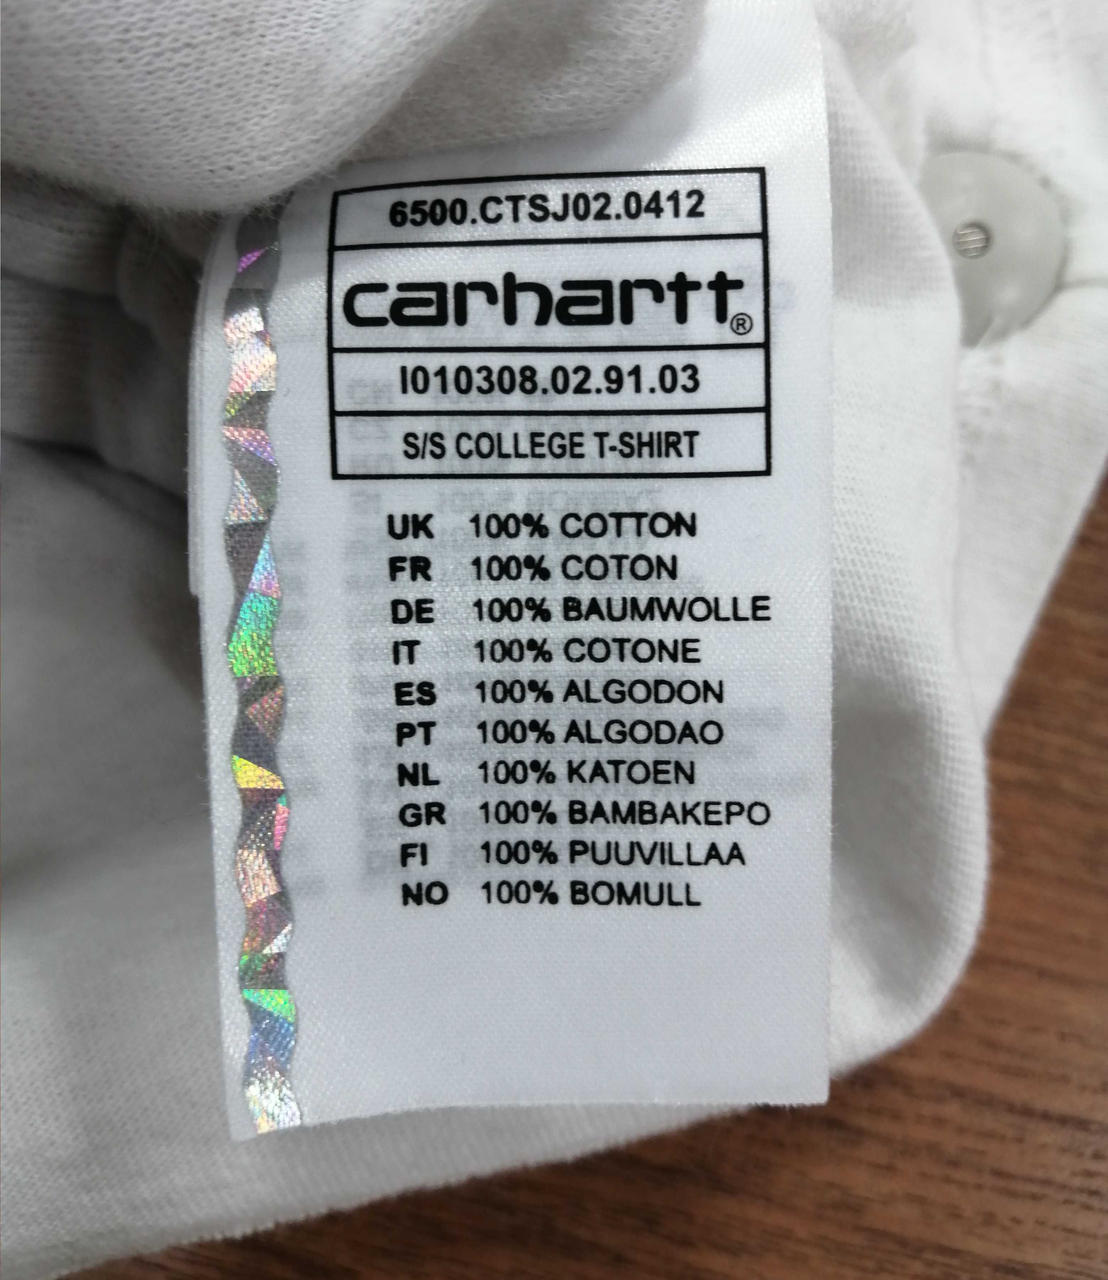 6500.CTSJ02.0412
carhartt®
I010308.02.91.03
S/S COLLEGE T-SHIRT
UK 100% COTTON
FR 100% COTON
DE 100% BAUMWOLLE
IT 100% COTONE
ES 100% ALGODON
PT 100% ALGODAO
NL 100% KATOEN
GR 100% BAMBAKEPO
FI 100% PUUVILLAA
NO 100% BOMULL